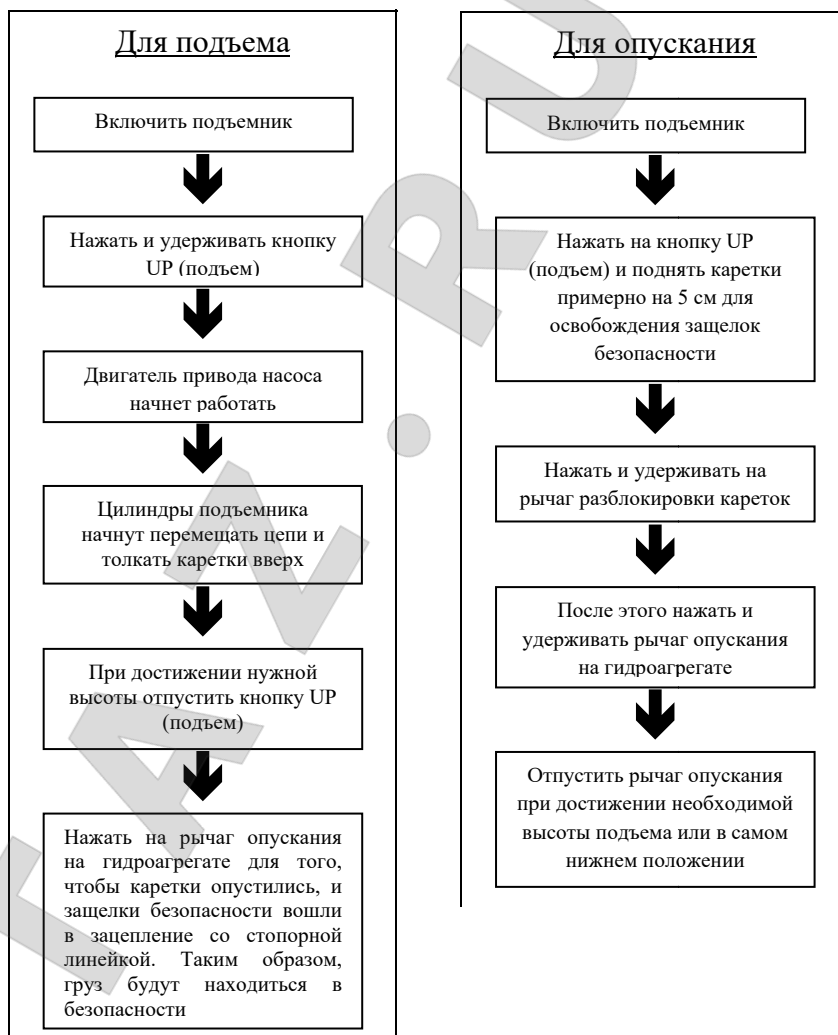 Для подъема
Включить подъемник
Нажать и удерживать кнопку
UP (подъем)
Двигатель привода насоса
начнет работать
Цилиндры подъемника
начнут перемещать цепи и
толкать каретки вверх
При достижении нужной
высоты отпустить кнопку UP
(подъем)
Нажать на рычаг опускания
на гидроагрегате для того,
чтобы каретки опустились, и
защелки безопасности вошли
в зацепление со стопорной
линейкой. Таким образом,
груз будут находиться в
безопасности
Для опускания
Включить подъемник
Нажать на кнопку UP
(подъем) и поднять каретки
примерно на 5 см для
освобождения защелок
безопасности
Нажать и удерживать на
рычаг разблокировки кареток
После этого нажать и
удерживать рычаг опускания
на гидроагрегате
Отпустить рычаг опускания
при достижении необходимой
высоты подъема или в самом
нижнем положении
TAZ.RU